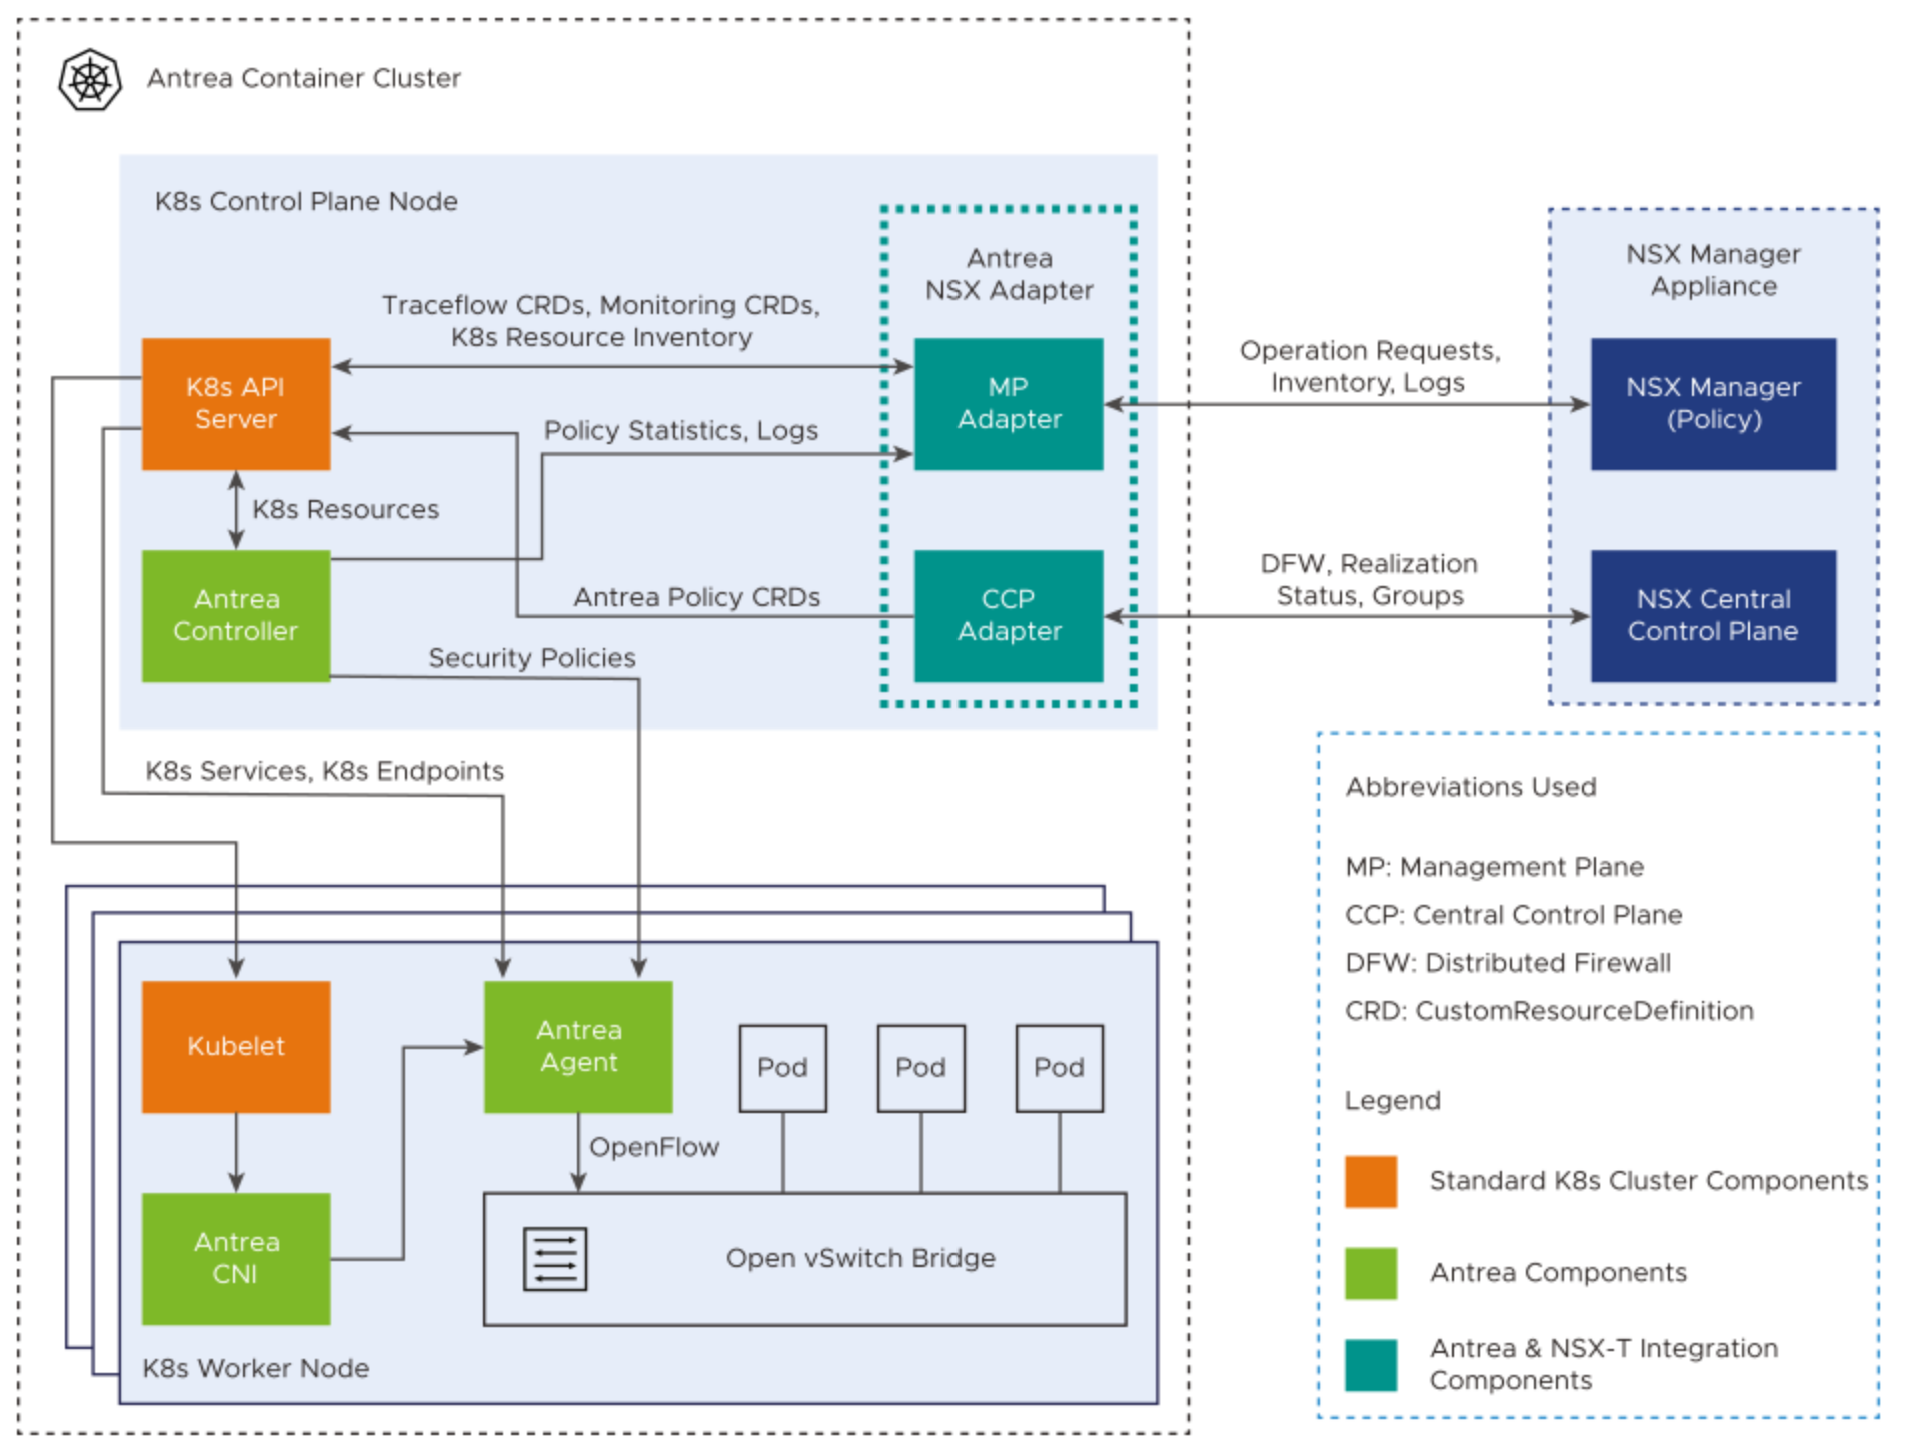 Antrea Container Cluster
K8s Control Plane Node
Antrea
NSX Adapter
NSX Manager
Appliance
Traceflow CRDs, Monitoring CRDs,
K8s Resource Inventory
Operation Requests,
Inventory, Logs
K8s API
Server
MP
Adapter
NSX Manager
(Policy)
Policy Statistics, Logs
K8s Resources
DFW, Realization
Status, Groups
Antrea
Controller
Antrea Policy CRDs
CCP
Adapter
NSX Central
Control Plane
Security Policies
K8s Services, K8s Endpoints
Kubelet
Antrea
Agent
Pod
Pod
Pod
OpenFlow
Antrea
CNI
Open vSwitch Bridge
K8s Worker Node
Abbreviations Used
MP: Management Plane
CCP: Central Control Plane
DFW: Distributed Firewall
CRD: CustomResourceDefinition
Legend
Standard K8s Cluster Components
Antrea Components
Antrea & NSX-T Integration
Components